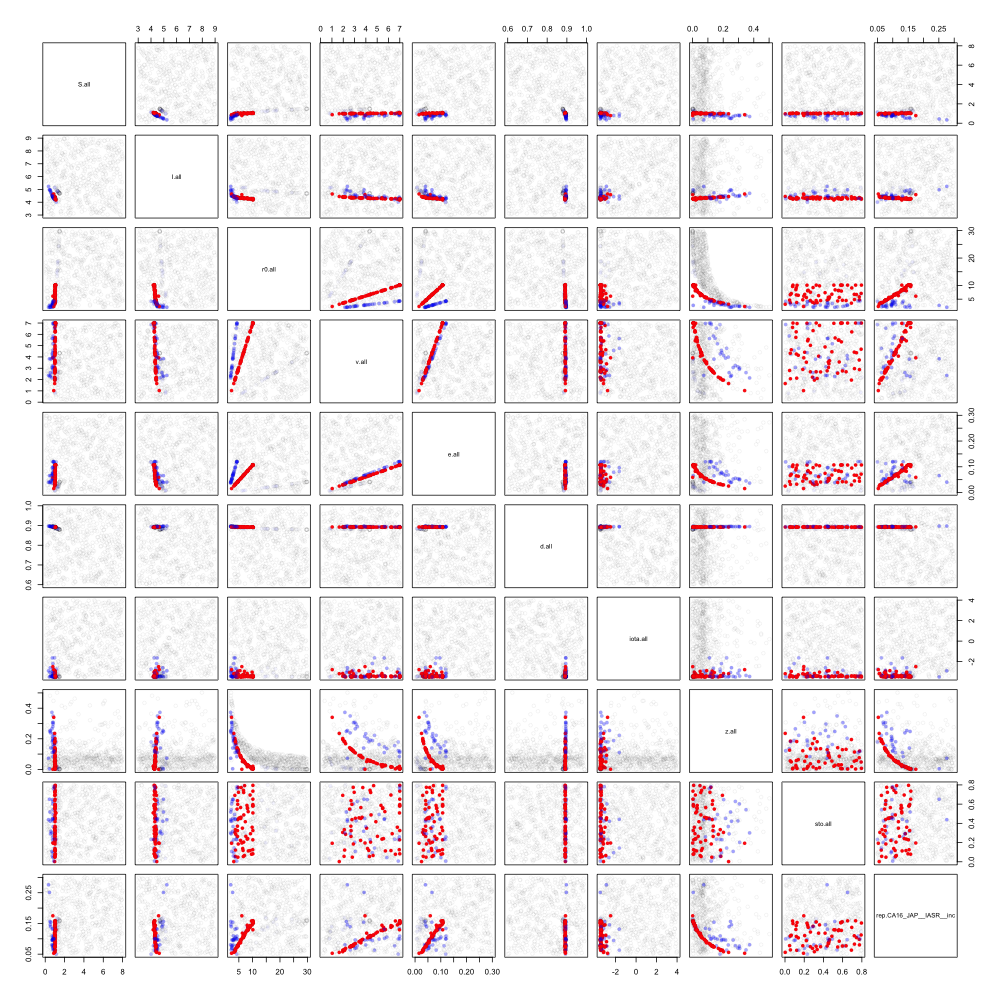 3 4 5 6 7 8 9
0 1 2 3 4 5 6 7
0.6 0.7 0.8 0.9 1.0
0.0 0.2 0.4
0.05 0.15 0.25
S.all
0 2 4 6 8
3 4 5 6 7 8 9
l.all
r0.all
5 10 20 30
0 1 2 3 4 5 6 7
v.all
e.all
0.00 0.10 0.20 0.30
0.6 0.7 0.8 0.9 1.0
d.all
iota.all
-2 0 2 4
0.0 0.2 0.4
z.all
sto.all
0.0 0.2 0.4 0.6 0.8
0.05 0.15 0.25
rep.CA16_JAP__IASR__inc
0 2 4 6 8
3 4 5 6 7 8 9
5 10 20 30
0.00 0.10 0.20 0.30
-2 0 2 4
0.0 0.2 0.4 0.6 0.8